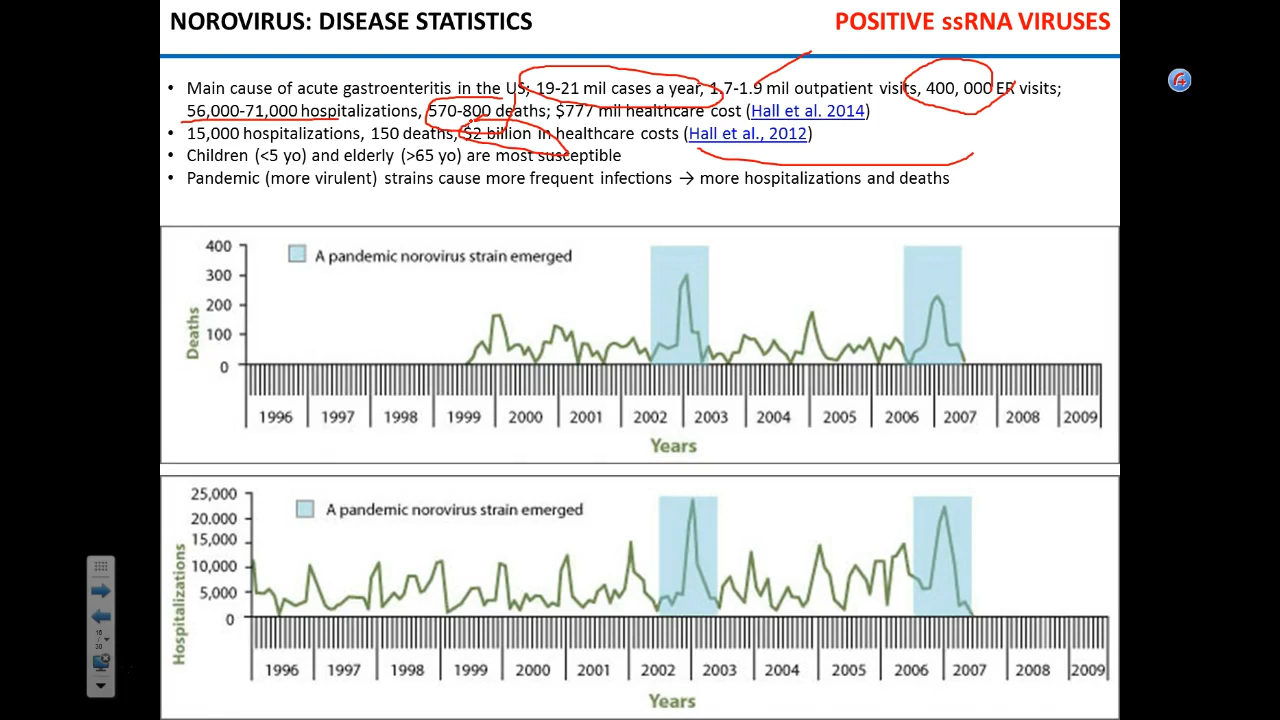 NOROVIRUS: DISEASE STATISTICS
POSITIVE ssRNA VIRUSES
• Main cause of acute gastroenteritis in the US; 19-21 mil cases a year, 1.7-1.9 mil outpatient visits, 400, 000 ER visits;
56,000-71,000 hospitalizations, 570-800 deaths; $777 mil healthcare cost (Hall et al. 2014)
• 15,000 hospitalizations, 150 deaths, $2 billion in healthcare costs (Hall et al., 2012)
• Children (<5 yo) and elderly (>65 yo) are most susceptible
• Pandemic (more virulent) strains cause more frequent infections → more hospitalizations and deaths
A pandemic norovirus strain emerged
Deaths
400
300
200
100
0
1996 1997 1998 1999 2000 2001 2002 2003 2004 2005 2006 2007 2008 2009
Years
A pandemic norovirus strain emerged
Hospitalizations
25,000
20.000
15,000
10,000
5,000
0
1996 1997 1998 1999 2000 2001 2002 2003 2004 2005 2006 2007 2008 2009
Years